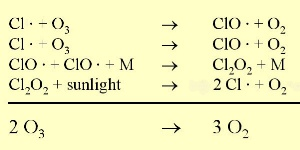 Cl · + O₃ → ClO · + O₂
Cl · + O₃ → ClO · + O₂
ClO · + ClO · + M → Cl₂O₂ + M
Cl₂O₂ + sunlight → 2 Cl · + O₂
2 O₃ → 3 O₂